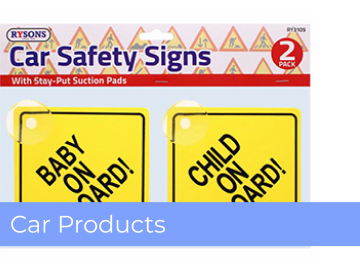 RYSONS
RY3109
Car Safety Signs
With Stay-Put Suction Pads
2
PACK
BABY
ON
BOARD!
CHILD
ON
BOARD!
Car Products